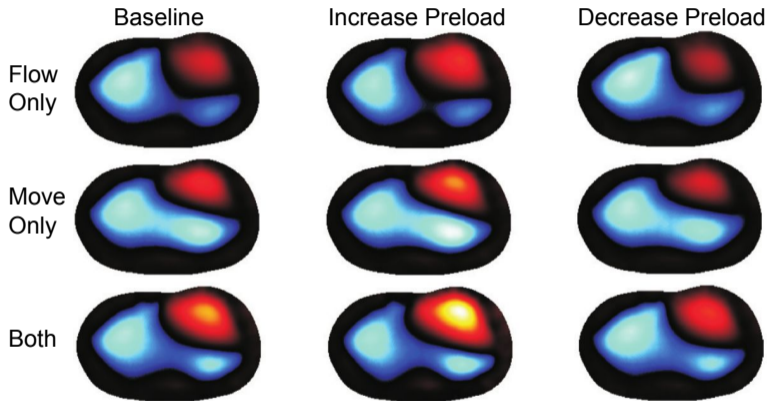 Baseline
Increase Preload
Decrease Preload
Flow
Only
Move
Only
Both